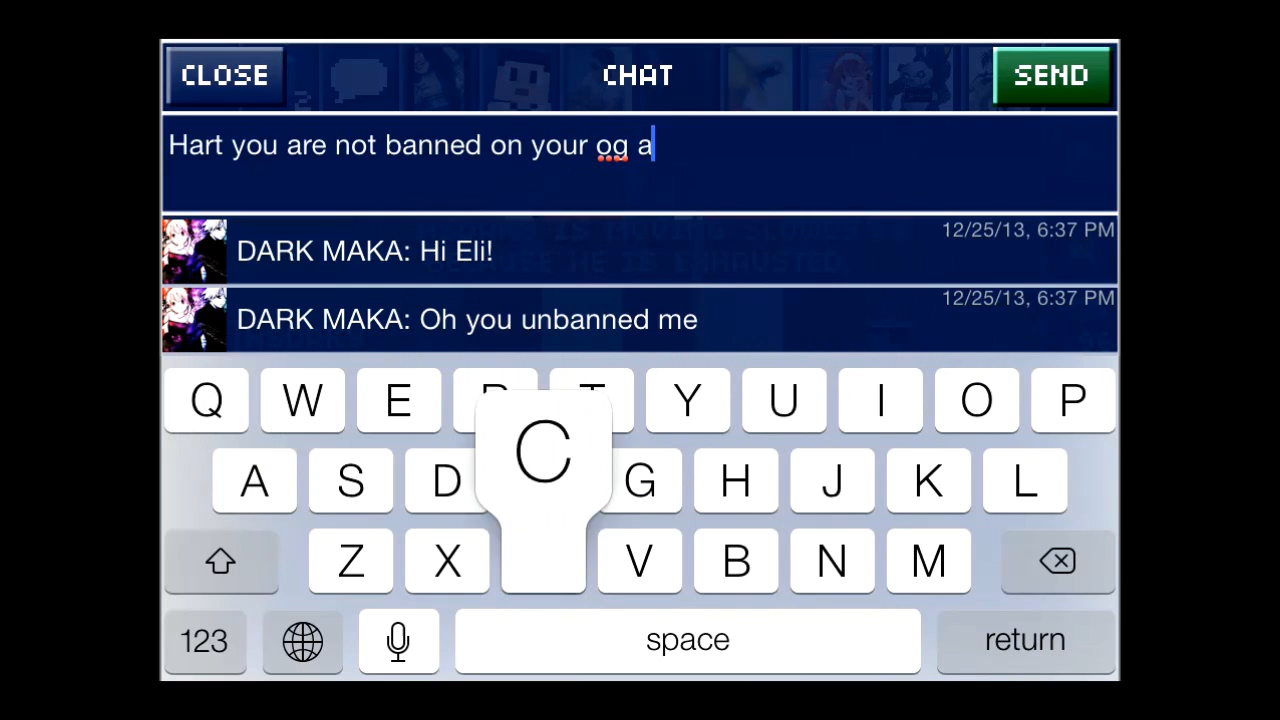 CLOSE
CHAT
SEND
Hart you are not banned on your og a
12/25/13, 6:37 PM
DARK MAKA: Hi Eli!
12/25/13, 6:37 PM
DARK MAKA: Oh you unbanned me
Q W E Y U I O P
C
A S D G H J K L
Z X V B N M
123 space return